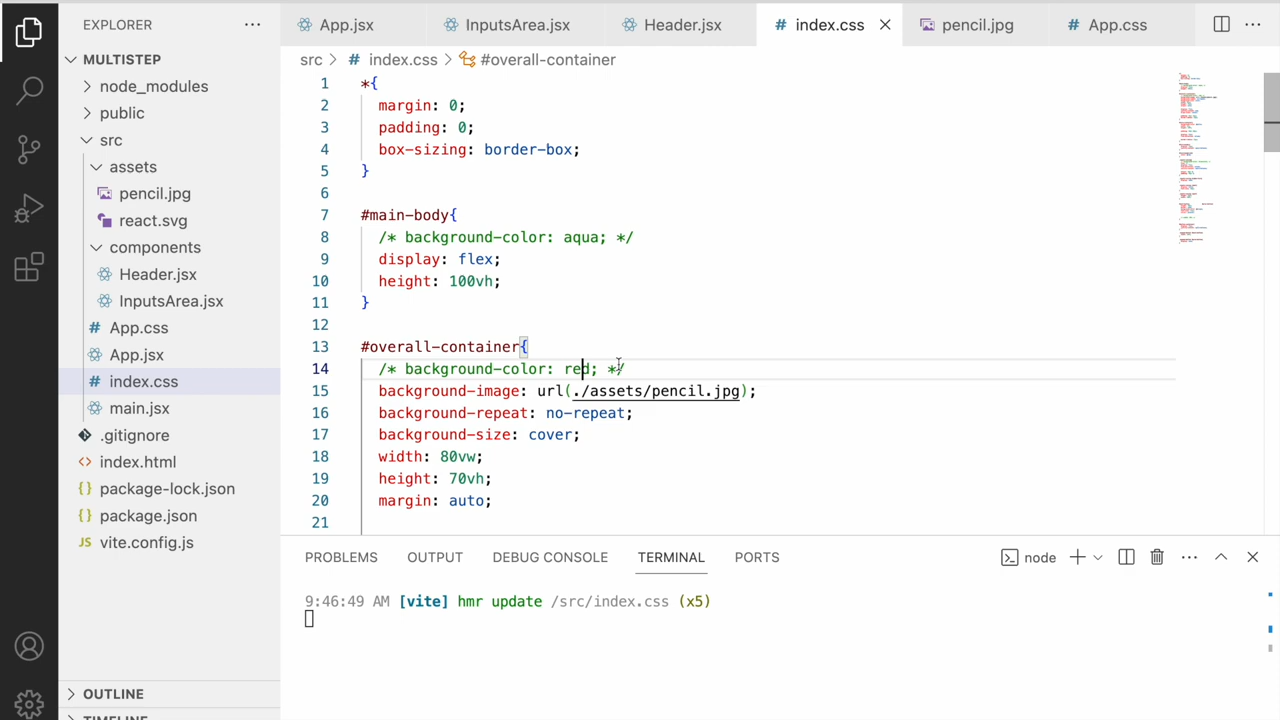 EXPLORER
MULTISTEP
node_modules
public
src
assets
pencil.jpg
react.svg
components
Header.jsx
InputsArea.jsx
App.css
App.jsx
index.css
main.jsx
.gitignore
index.html
package-lock.json
package.json
vite.config.js
OUTLINE
TIMELINE
App.jsx InputsArea.jsx Header.jsx index.css pencil.jpg App.css
src > index.css > #overall-container
1 *{
2 margin: 0;
3 padding: 0;
4 box-sizing: border-box;
5 }
6
7 #main-body{
8 /* background-color: aqua; */
9 display: flex;
10 height: 100vh;
11 }
12
13 #overall-container{
14 /* background-color: red; */
15 background-image: url(./assets/pencil.jpg);
16 background-repeat: no-repeat;
17 background-size: cover;
18 width: 80vw;
19 height: 70vh;
20 margin: auto;
21
PROBLEMS OUTPUT DEBUG CONSOLE TERMINAL PORTS node
9:46:49 AM [vite] hmr update /src/index.css (x5)